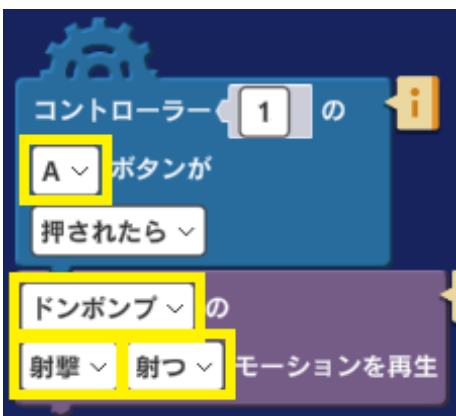 コントローラー 1 の
A ボタンが
押されたら
ドンポンプ の
射撃 射つ モーションを再生